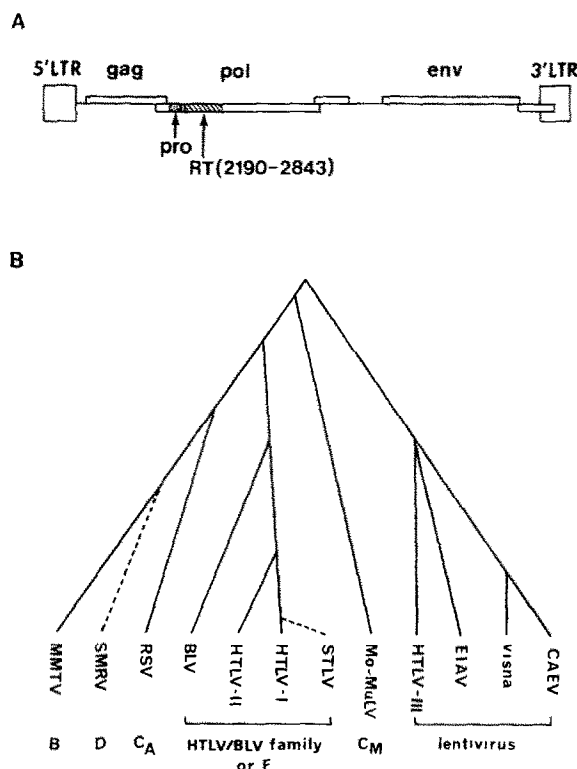 A
5'LTR gag pol env 3'LTR
pro
RT(2190-2843)
B
MMTV SMRV RSV BLV HTLV-II HTLV-I STLV Mo-MuLV HTLV-III EIAV visna CAEV
B D CA HTLV/BLV family CM lentivirus
or E